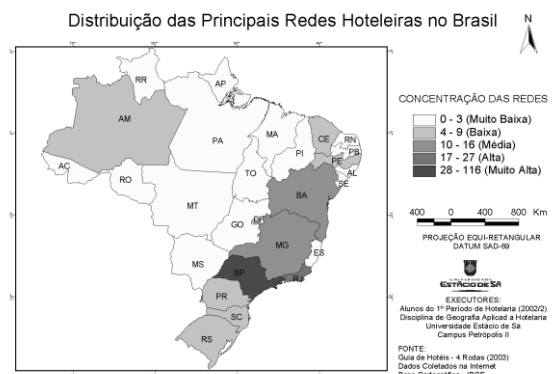 Distribuição das Principais Redes Hoteleiras no Brasil
N
RR
AP
AM
PA
MA
CE
RN
PB
PE
AL
SE
PI
AC
RO
TO
BA
MT
GO
DF
MG
ES
MS
SP
RJ
PR
SC
RS
CONCENTRAÇÃO DAS REDES
0 - 3 (Muito Baixa)
4 - 9 (Baixa)
10 - 16 (Média)
17 - 27 (Alta)
28 - 116 (Muito Alta)
400 0 400 800 Km
PROJEÇÃO EQUI-RETANGULAR
DATUM SAD-69
UNIVERSIDADE
ESTÁCIO DE SÁ
EXECUTORES:
Alunos do 1º Período de Hotelaria (2002/2)
Disciplina de Geografia Aplicad a Hotelaria
Universidade Estácio de Sá
Campus Petrópolis II
FONTE:
Guia de Hotéis - 4 Rodas (2003)
Dados Coletados na Internet